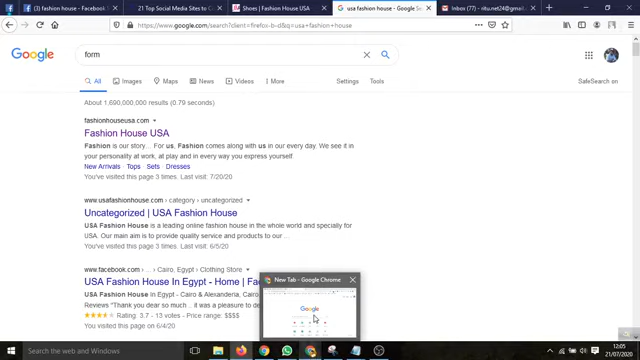 (3) fashion house - Facebook S
21 Top Social Media Sites to C
Shoes | Fashion House USA
usa fashion house - Google Se
Inbox (77) - ritu.net24@gmail.c
https://www.google.com/search?client=firefox-b-d&q=usa+fashion+house
Google
form
All
Images
Maps
News
Videos
More
Settings
Tools
SafeSearch on
About 1,690,000,000 results (0.79 seconds)
fashionhouseusa.com
Fashion House USA
Fashion is our story... For us, Fashion comes along with us in our every day. We see it in
your personality at work, at play and in every way you express yourself
New Arrivals · Tops · Sets · Dresses
You've visited this page 3 times. Last visit: 7/20/20
www.usafashionhouse.com › category › uncategorized
Uncategorized | USA Fashion House
USA Fashion House is a leading online fashion house in the whole world and specially for
USA. Our main aim is to provide quality service and products to our ...
You've visited this page 3 times. Last visit: 6/5/20
www.facebook.com › ... › Cairo, Egypt › Clothing Store
USA Fashion House In Egypt - Home | Fac
USA Fashion House In Egypt - Cairo & Alexandria, Cairo
Reviews "Thank you dear so much ... it was a pleasure to de
Rating: 3.7 - 13 votes - Price range: $$$$
You visited this page on 6/4/20.
New Tab - Google Chrome
Google
Search the web and Windows
12:05
21/07/2020